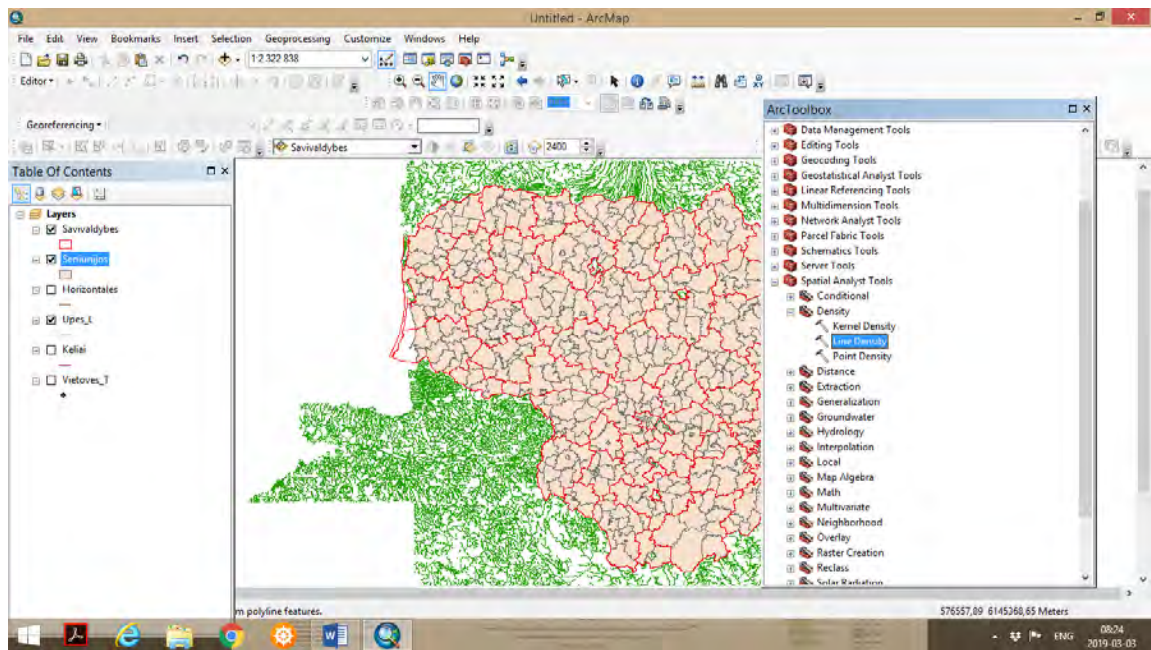 Untitled - ArcMap
File Edit View Bookmarks Insert Selection Geoprocessing Customize Windows Help
1:2 322 838
Editor
Georeferencing
Savivaldybes
2400
Table Of Contents
Layers
Savivaldybes
Seniunijos
Horizontales
Upes_L
Keliai
Vietoves_T
ArcToolbox
Data Management Tools
Editing Tools
Geocoding Tools
Geostatistical Analyst Tools
Linear Referencing Tools
Multidimension Tools
Network Analyst Tools
Parcel Fabric Tools
Schematics Tools
Server Tools
Spatial Analyst Tools
Conditional
Density
Kernel Density
Line Density
Point Density
Distance
Extraction
Generalization
Groundwater
Hydrology
Interpolation
Local
Map Algebra
Math
Multivariate
Neighborhood
Overlay
Raster Creation
Reclass
Solar Radiation
m polyline features.
576557,09 6145368,65 Meters
ENG
08:24
2019-03-03